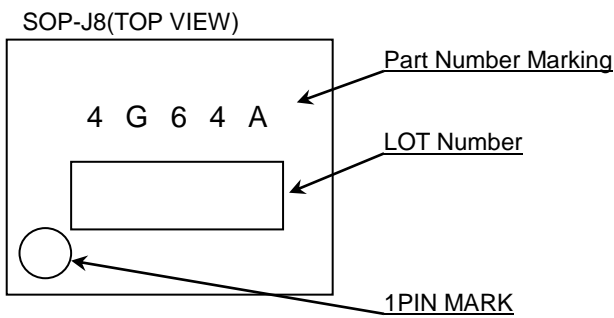 SOP-J8(TOP VIEW)
Part Number Marking
4 G 6 4 A
LOT Number
1PIN MARK